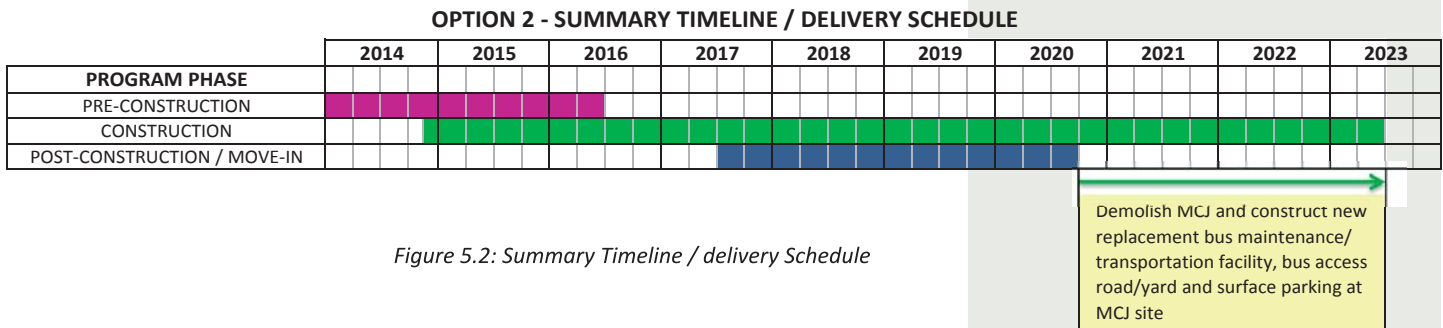 OPTION 2 - SUMMARY TIMELINE / DELIVERY SCHEDULE
2014 2015 2016 2017 2018 2019 2020 2021 2022 2023
PROGRAM PHASE
PRE-CONSTRUCTION
CONSTRUCTION
POST-CONSTRUCTION / MOVE-IN
Demolish MCJ and construct new
replacement bus maintenance/
transportation facility, bus access
road/yard and surface parking at
MCJ site
Figure 5.2: Summary Timeline / delivery Schedule